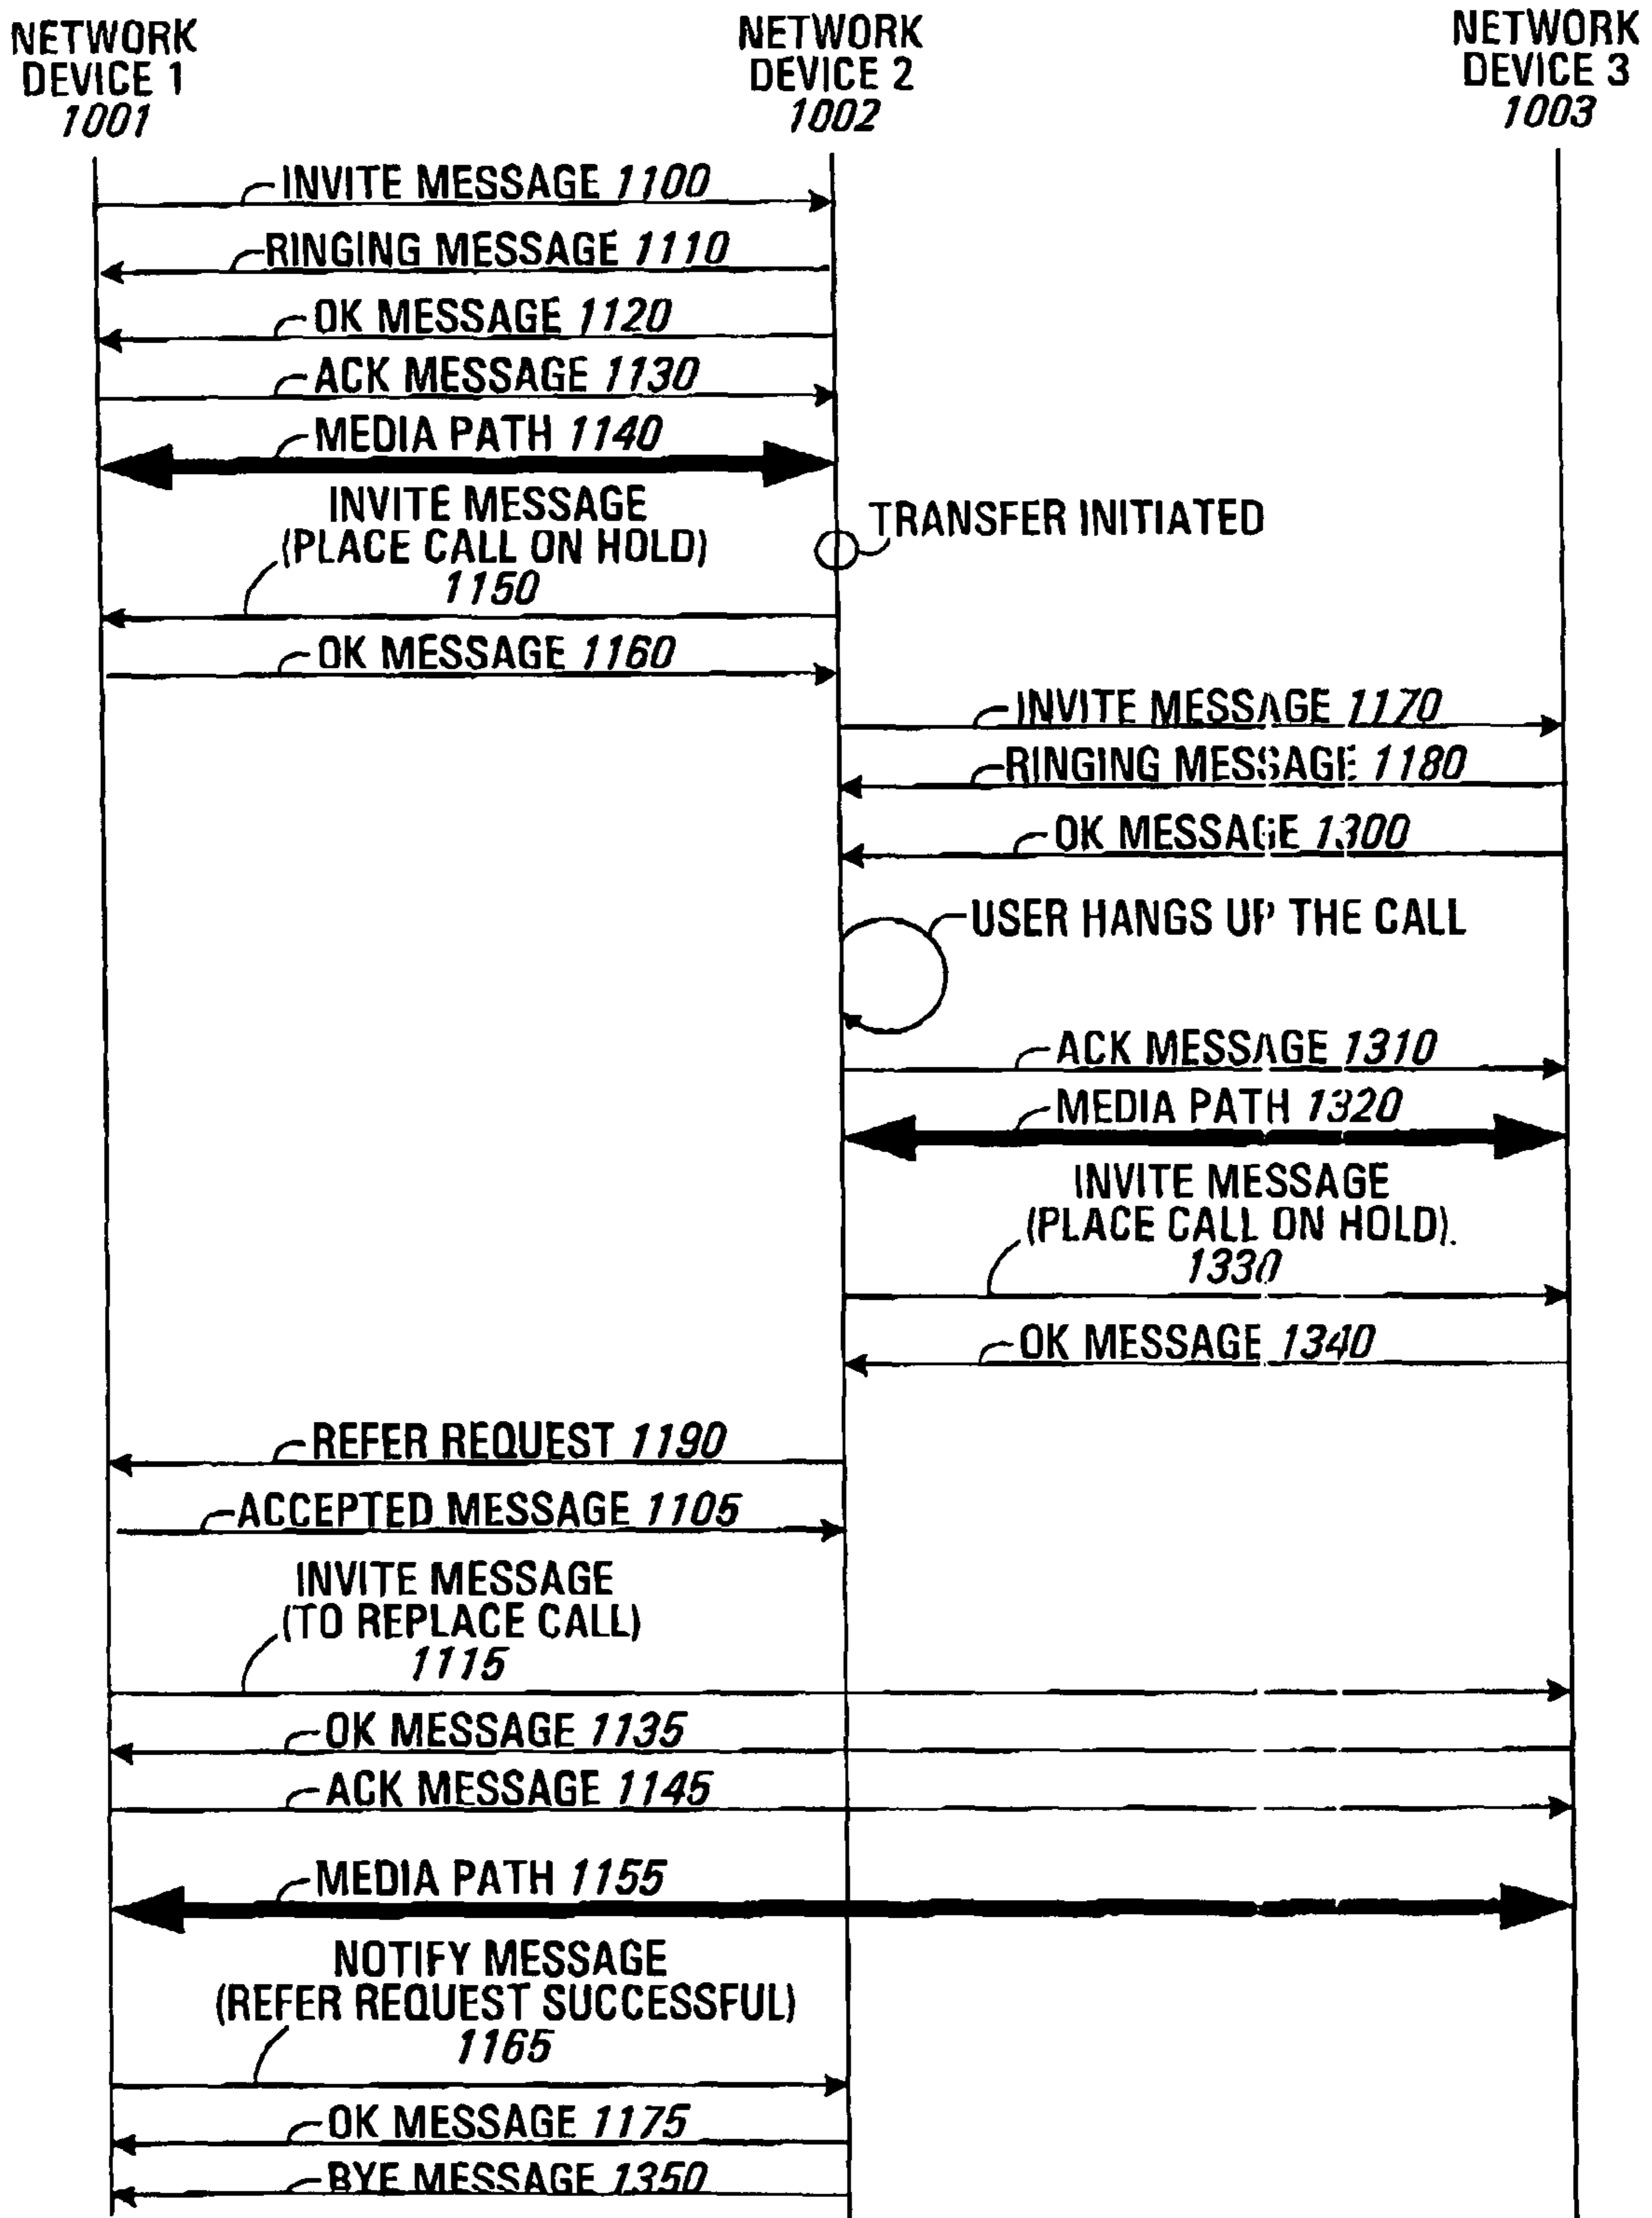 NETWORK
DEVICE 1
1001
NETWORK
DEVICE 2
1002
NETWORK
DEVICE 3
1003
INVITE MESSAGE 1100
RINGING MESSAGE 1110
OK MESSAGE 1120
ACK MESSAGE 1130
MEDIA PATH 1140
TRANSFER INITIATED
INVITE MESSAGE
(PLACE CALL ON HOLD)
1150
OK MESSAGE 1160
INVITE MESSAGE 1170
RINGING MESSAGE 1180
OK MESSAGE 1300
USER HANGS UP THE CALL
ACK MESSAGE 1310
MEDIA PATH 1320
INVITE MESSAGE
(PLACE CALL ON HOLD)
1330
OK MESSAGE 1340
REFER REQUEST 1190
ACCEPTED MESSAGE 1105
INVITE MESSAGE
(TO REPLACE CALL)
1115
OK MESSAGE 1135
ACK MESSAGE 1145
MEDIA PATH 1155
NOTIFY MESSAGE
(REFER REQUEST SUCCESSFUL)
1165
OK MESSAGE 1175
BYE MESSAGE 1350